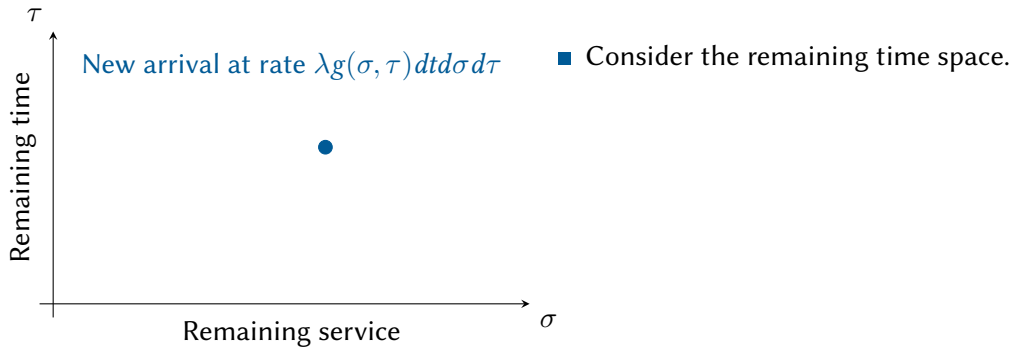 τ
New arrival at rate λg(σ, τ)dtdσdτ
Remaining time
Remaining service
σ
Consider the remaining time space.